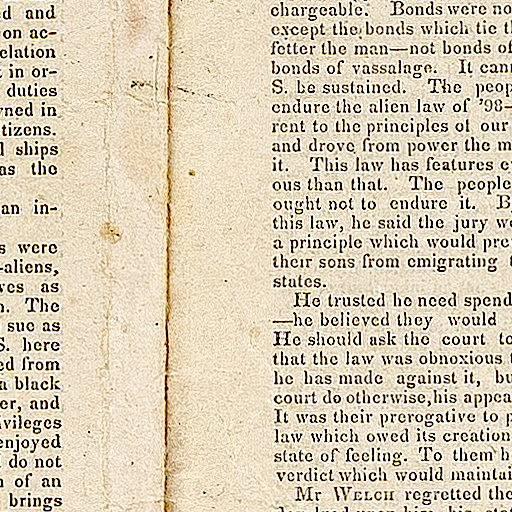 d and
on ac-
elation
t in or-
duties
ned in
tizens.
l ships
as the
an in-
s were
-aliens,
ves as
n. The
sue as
S. here
ed from
a black
er, and
vileges
enjoyed
do not
n of an
brings
chargeable. Bonds were no
except the bonds which tie t
fetter the man—not bonds of
bonds of vassalage. It can
S. be sustained. The peop
endure the alien law of '98—
rent to the principles of our
and drove from power the m
it. This law has features e
ous than that. The people
ought not to endure it. B
this law, he said the jury w
a principle which would pre
their sons from emigrating
states.
He trusted he need spend
—he believed they would
He should ask the court to
that the law was obnoxious t
he has made against it, bu
court do otherwise,his appea
It was their prerogative to p
law which owed its creation
state of feeling. To them h
verdict which would maintai
Mr WELCH regretted the